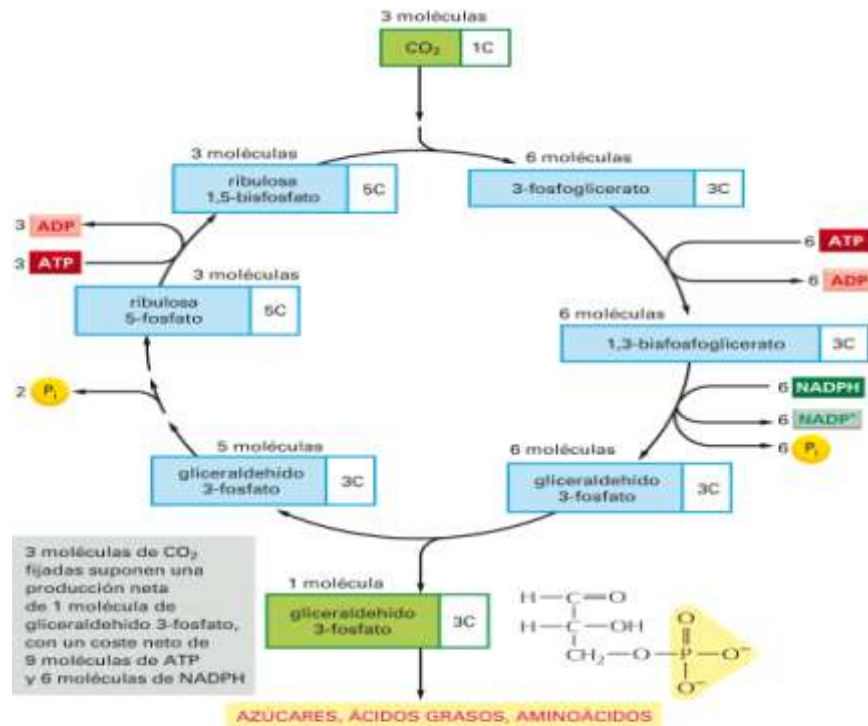 3 moléculas
CO₂ 1C
3 moléculas
ribulosa
1,5-bisfosfato
5C
6 moléculas
3-fosfoglicerato 3C
3 ADP
3 ATP
6 ATP
6 ADP
3 moléculas
ribulosa
5-fosfato
5C
6 moléculas
1,3-bisfosfoglicerato 3C
2 Pi
6 NADPH
6 NADP⁺
6 Pi
5 moléculas
gliceraldehído
3-fosfato
3C
6 moléculas
gliceraldehído
3-fosfato
3C
3 moléculas de CO₂
fijadas suponen una
producción neta
de 1 molécula de
gliceraldehído 3-fosfato,
con un coste neto de
9 moléculas de ATP
y 6 moléculas de NADPH
1 molécula
gliceraldehído
3-fosfato
3C
H—C=O
H—C—OH
CH₂—O—P—O⁻
O
O⁻
AZÚCARES, ÁCIDOS GRASOS, AMINOÁCIDOS